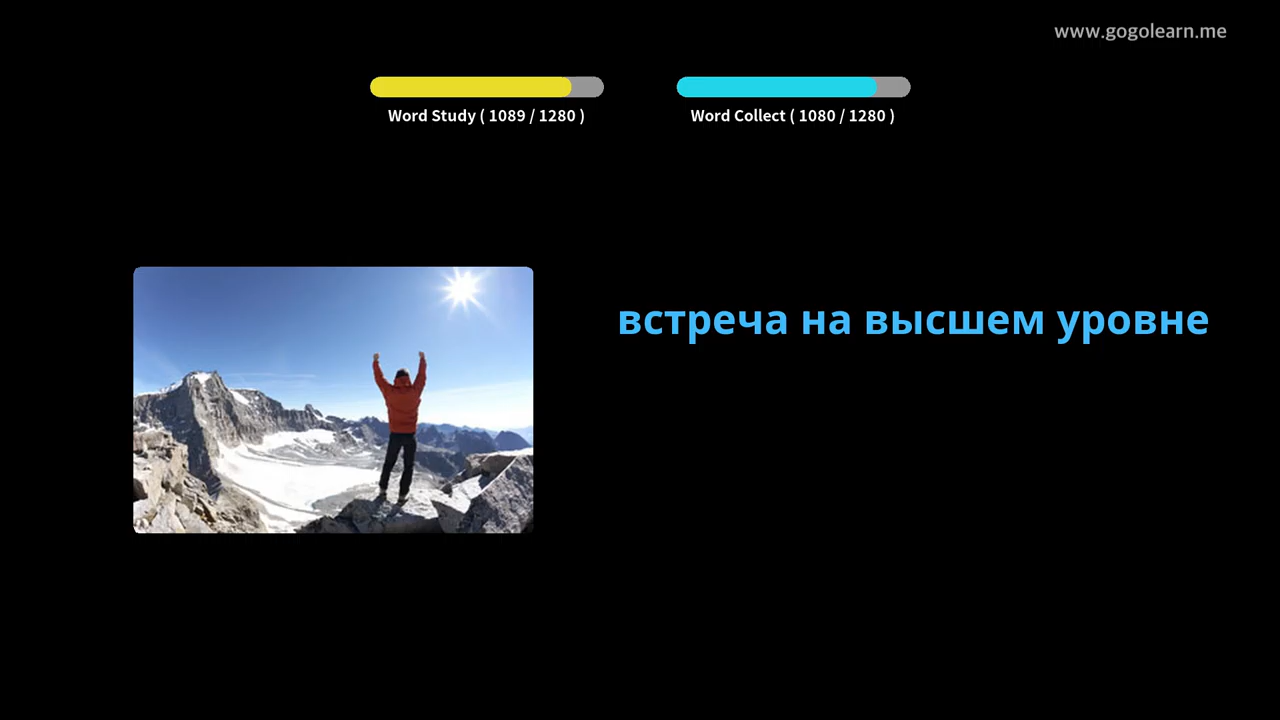 www.gogolearn.me
Word Study ( 1089 / 1280 )
Word Collect ( 1080 / 1280 )
встреча на высшем уровне